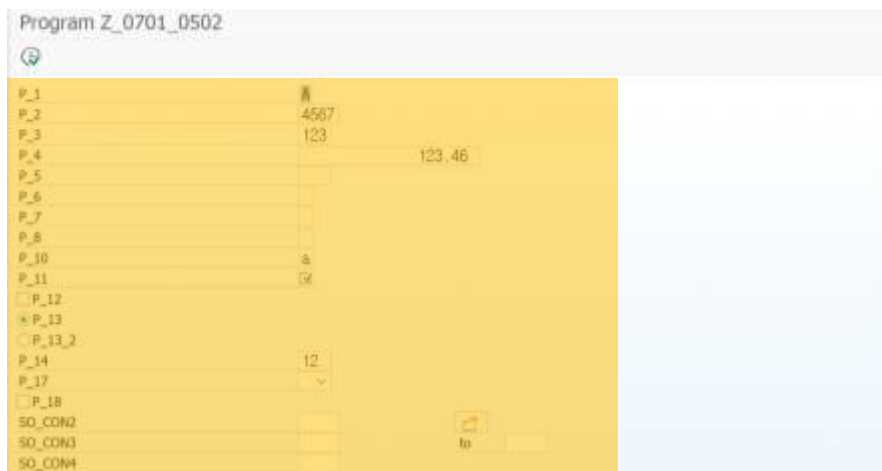 Program Z_0701_0502
P_1 A
P_2 4567
P_3 123
P_4 123.46
P_5
P_6
P_7
P_8
P_10 a
P_11
P_12
P_13
P_13_2
P_14 12
P_17
P_18
SO_CON2
SO_CON3 to
SO_CON4